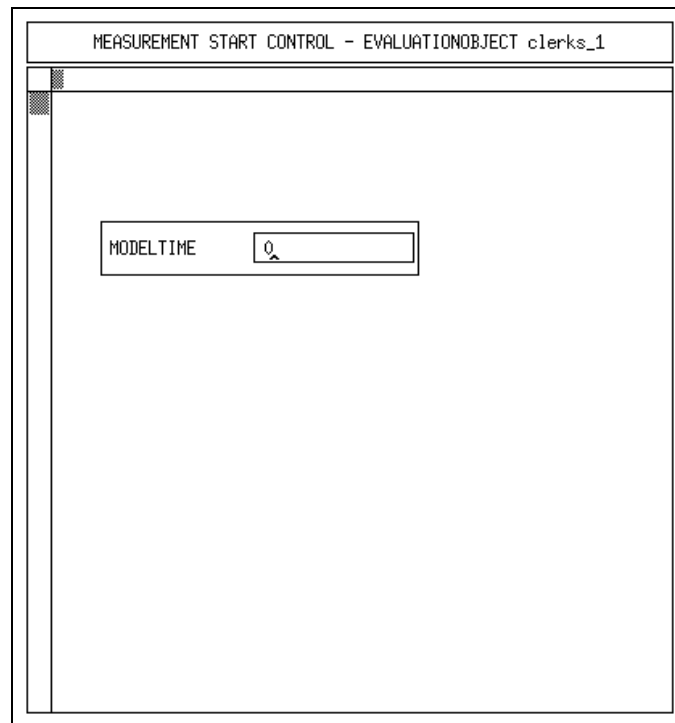 MEASUREMENT START CONTROL - EVALUATIONOBJECT clerks_1
MODELTIME 0